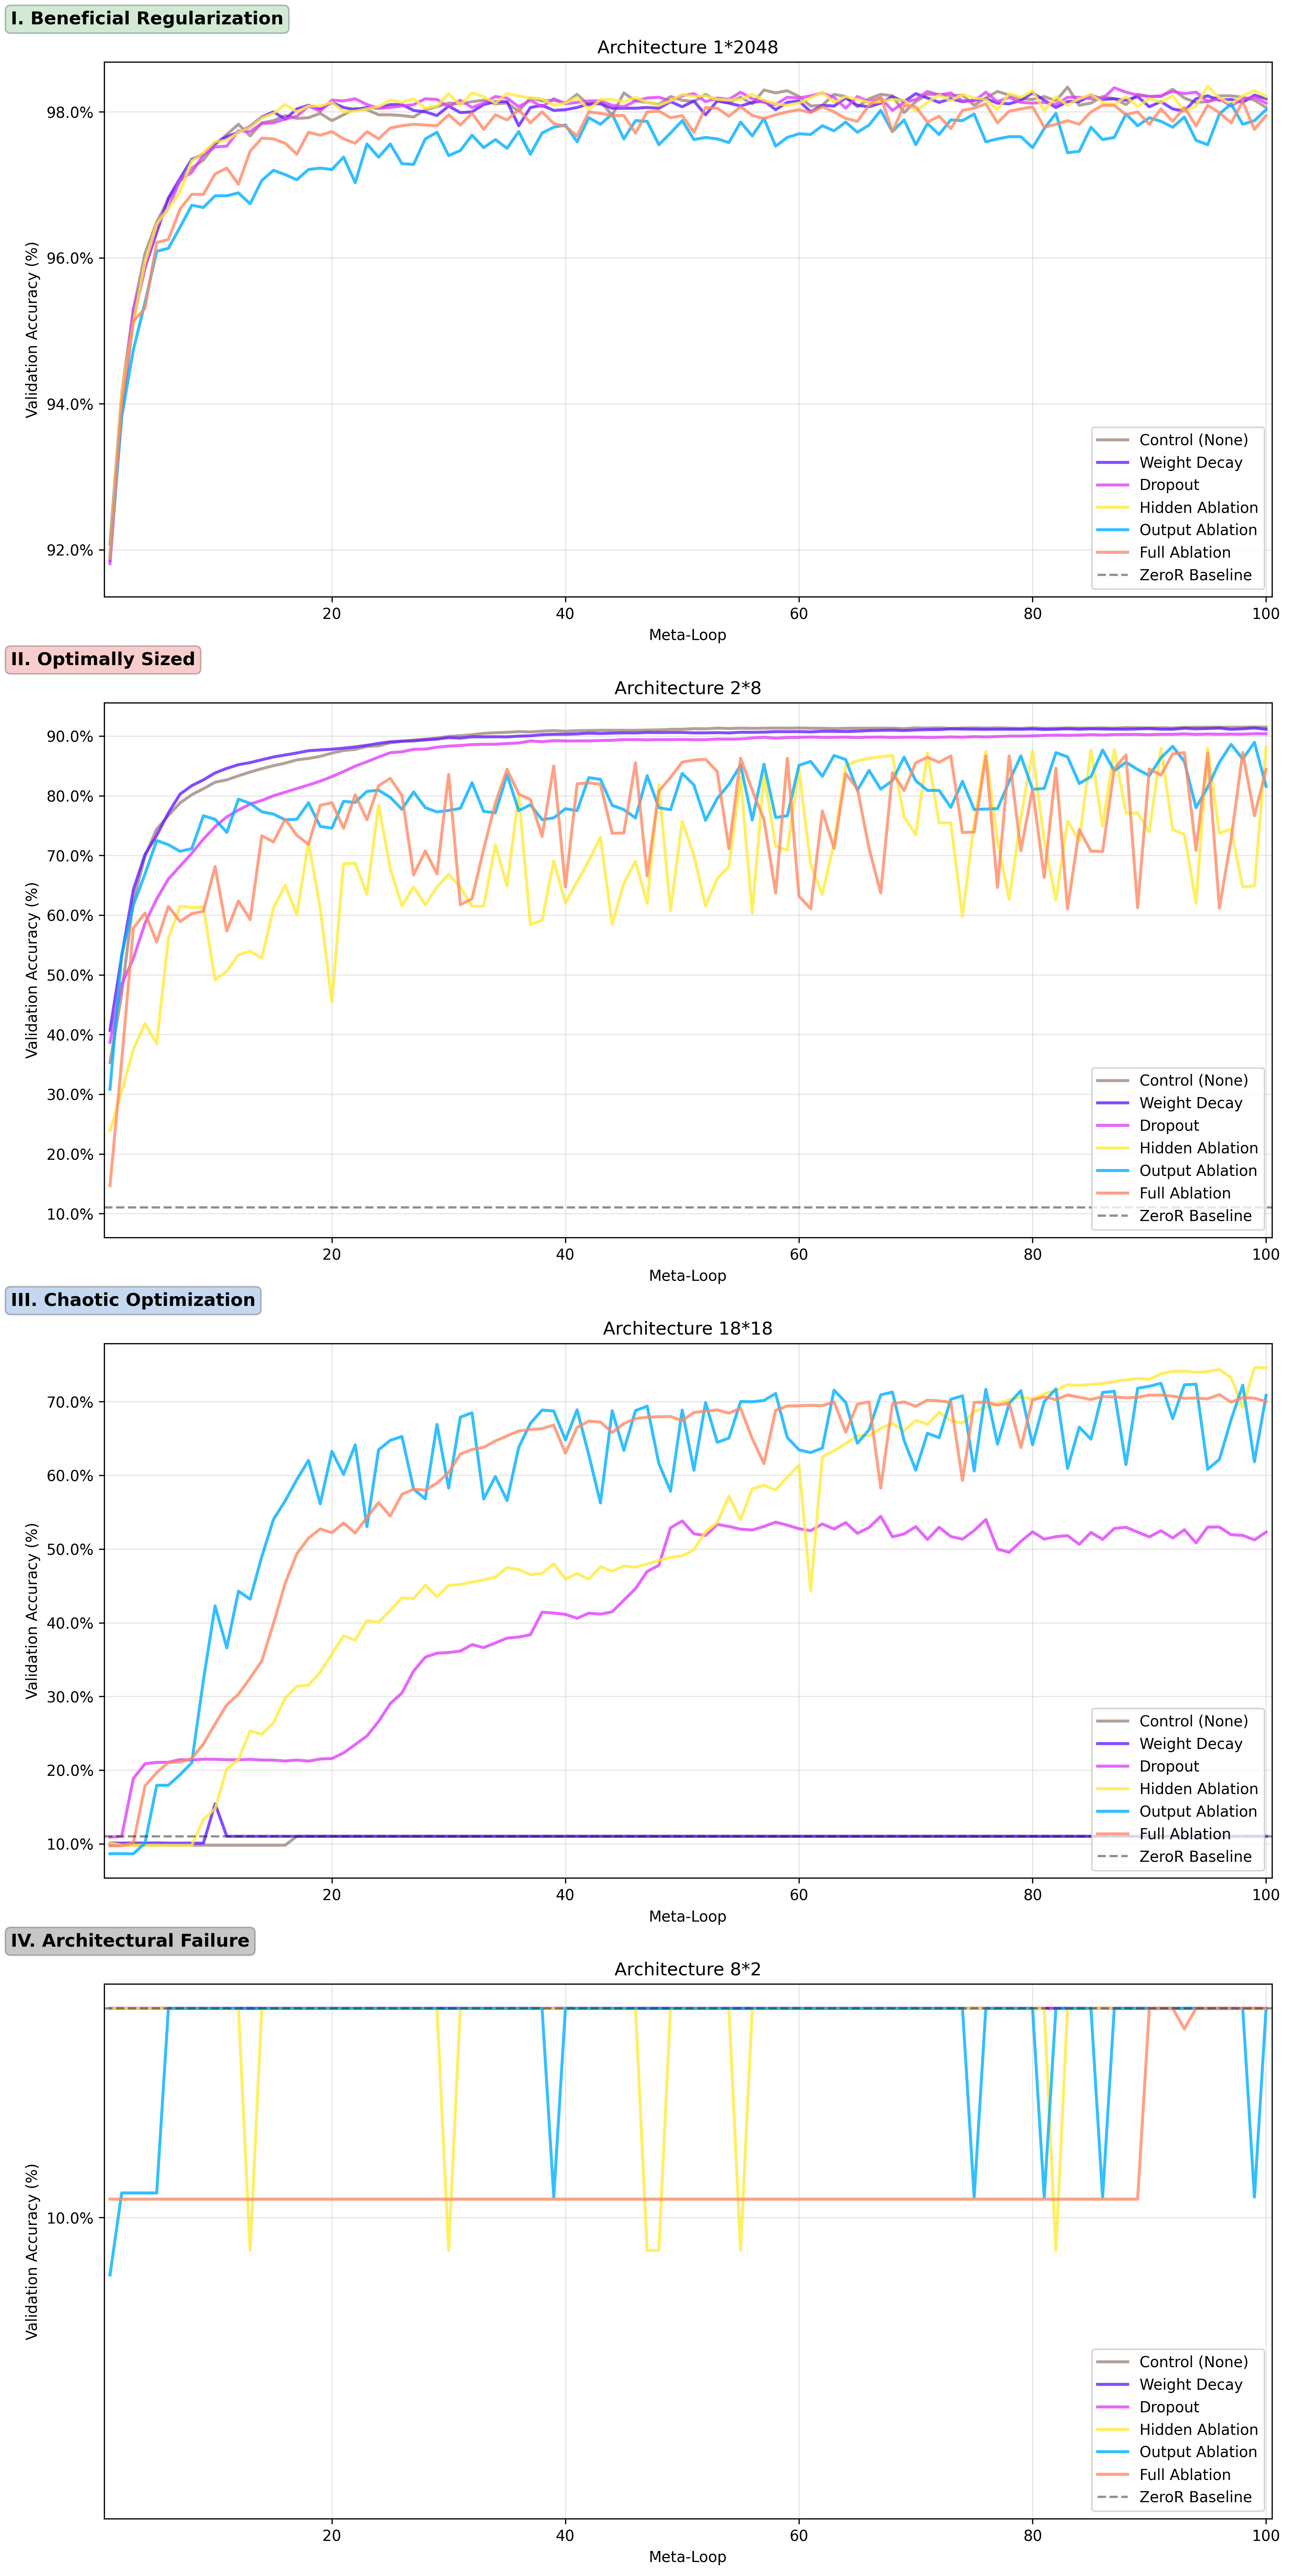 I. Beneficial Regularization
Architecture 1*2048
98.0%
96.0%
94.0%
92.0%
Validation Accuracy (%)
Control (None)
Weight Decay
Dropout
Hidden Ablation
Output Ablation
Full Ablation
ZeroR Baseline
20 40 60 80 100
Meta-Loop
II. Optimally Sized
Architecture 2*8
90.0%
80.0%
70.0%
60.0%
50.0%
40.0%
30.0%
20.0%
10.0%
Validation Accuracy (%)
Control (None)
Weight Decay
Dropout
Hidden Ablation
Output Ablation
Full Ablation
ZeroR Baseline
20 40 60 80 100
Meta-Loop
III. Chaotic Optimization
Architecture 18*18
70.0%
60.0%
50.0%
40.0%
30.0%
20.0%
10.0%
Validation Accuracy (%)
Control (None)
Weight Decay
Dropout
Hidden Ablation
Output Ablation
Full Ablation
ZeroR Baseline
20 40 60 80 100
Meta-Loop
IV. Architectural Failure
Architecture 8*2
10.0%
Validation Accuracy (%)
Control (None)
Weight Decay
Dropout
Hidden Ablation
Output Ablation
Full Ablation
ZeroR Baseline
20 40 60 80 100
Meta-Loop